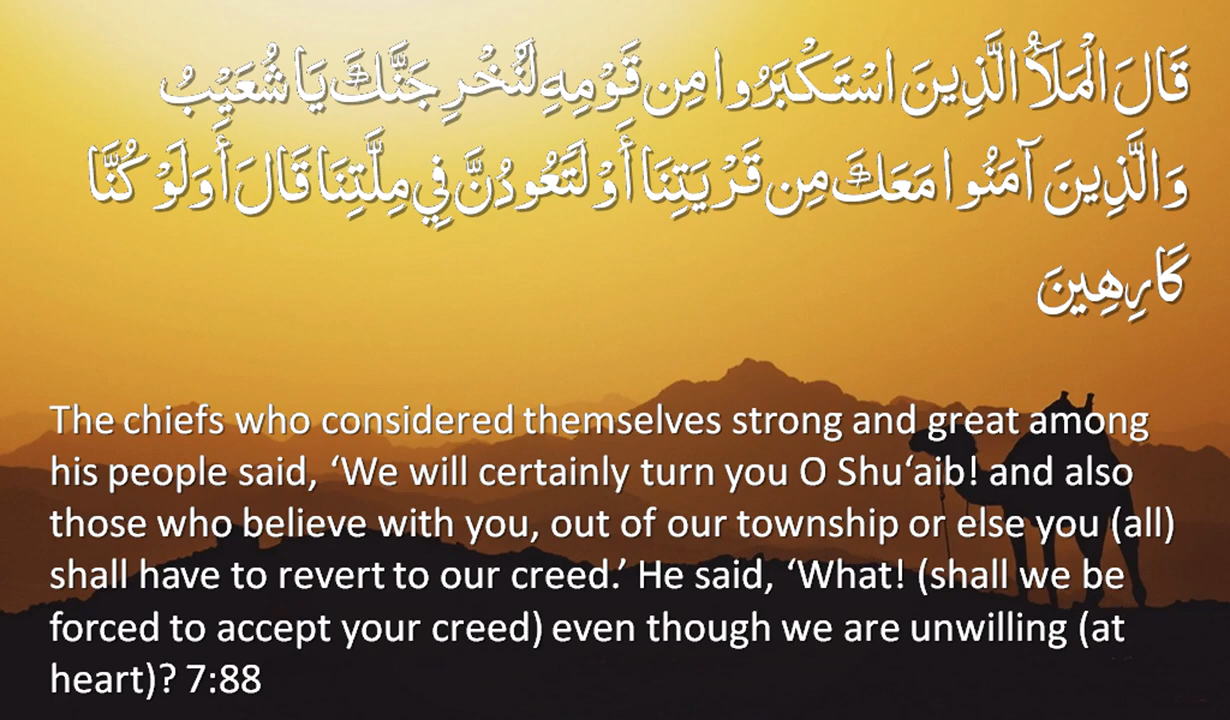 قَالَ الْمَلَأُ الَّذِينَ اسْتَكْبَرُوا مِن قَوْمِهِ لَنُخْرِجَنَّكَ يَا شُعَيْبُ
وَالَّذِينَ آمَنُوا مَعَكَ مِن قَرْيَتِنَا أَوْ لَتَعُودُنَّ فِي مِلَّتِنَا قَالَ أَوَلَوْ كُنَّا
كَارِهِينَ
The chiefs who considered themselves strong and great among
his people said, ‘We will certainly turn you O Shu‘aib! and also
those who believe with you, out of our township or else you (all)
shall have to revert to our creed.’ He said, ‘What! (shall we be
forced to accept your creed) even though we are unwilling (at
heart)? 7:88